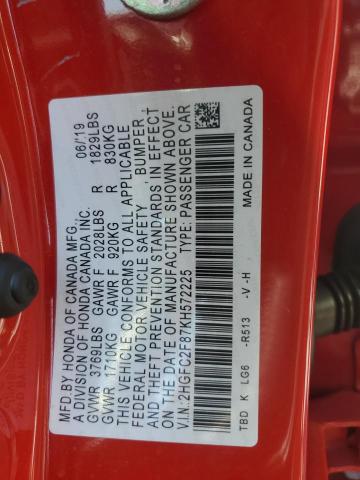 MFD.BY HONDA OF CANADA MFG. 06/19
A DIVISION OF HONDA CANADA INC.
GVWR 3769LBS GAWR F 2028LBS R 1829LBS
GVWR 1710KG GAWR F 920KG R 830KG
THIS VEHICLE CONFORMS TO ALL APPLICABLE
FEDERAL MOTOR VEHICLE SAFETY , BUMPER ,
AND THEFT PREVENTION STANDARDS IN EFFECT
ON THE DATE OF MANUFACTURE SHOWN ABOVE.
V.I.N.:2HGFC2F87KH572225 TYPE: PASSENGER CAR
TBD K LG6 -R513 -V -H MADE IN CANADA